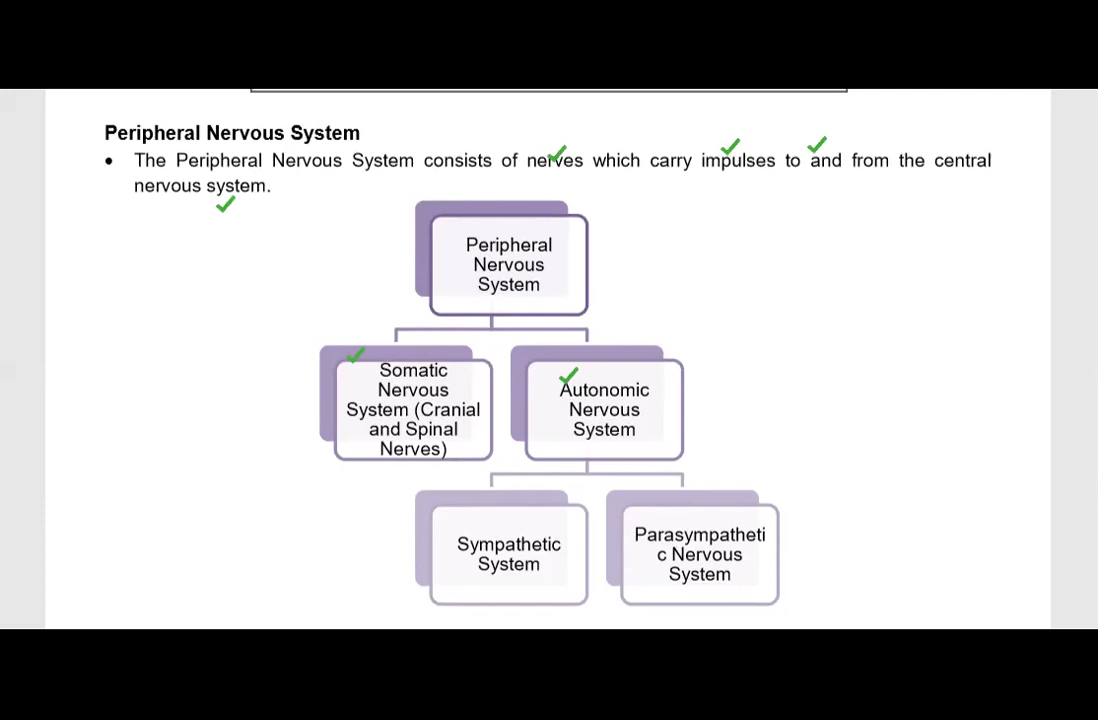 Peripheral Nervous System
• The Peripheral Nervous System consists of nerves which carry impulses to and from the central
nervous system.
Peripheral
Nervous
System
Somatic
Nervous
System (Cranial
and Spinal
Nerves)
Autonomic
Nervous
System
Sympathetic
System
Parasympatheti
c Nervous
System